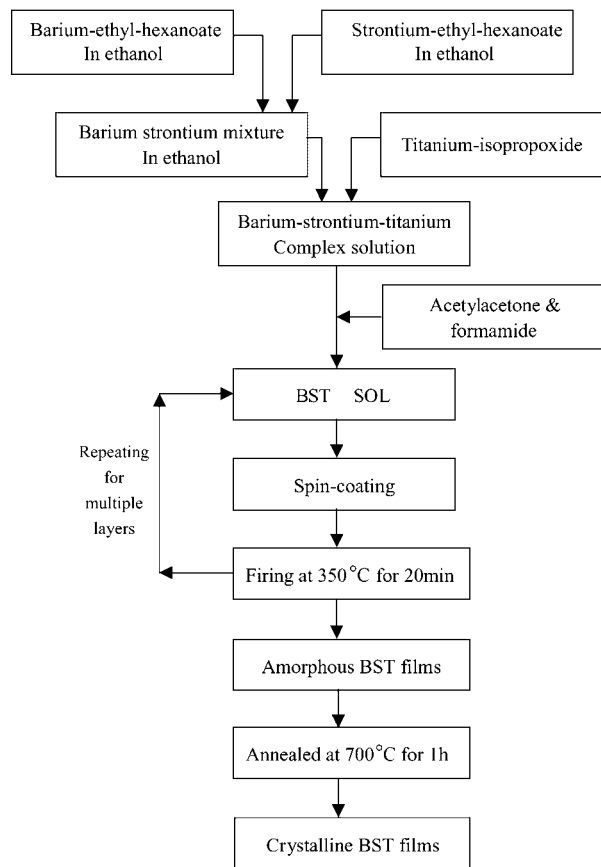 Barium-ethyl-hexanoate
In ethanol
Strontium-ethyl-hexanoate
In ethanol
Barium strontium mixture
In ethanol
Titanium-isopropoxide
Barium-strontium-titanium
Complex solution
Acetylacetone &
formamide
BST SOL
Repeating
for
multiple
layers
Spin-coating
Firing at 350°C for 20min
Amorphous BST films
Annealed at 700°C for 1h
Crystalline BST films